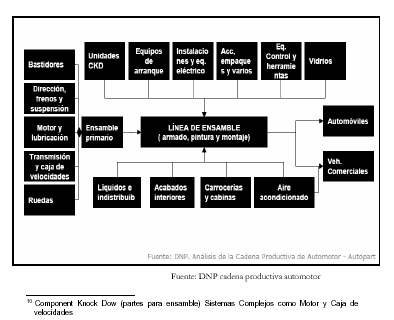 Unidades
CKD
Equipos
de
arranque
Instalacio
nes y eq.
eléctrico
Acc,
empaque
s y varios
Eq.
Control y
herramie
ntas
Vidrios
Bastidores
Dirección,
frenos y
suspensión
Motor y
lubricación
Transmisión
y caja de
velocidades
Ruedas
Ensamble
primario
LÍNEA DE ENSAMBLE
( armado, pintura y montaje)
Automóviles
Veh.
Comerciales
Líquidos e
indistribuib
Acabados
interiores
Carrocerías
y cabinas
Aire
acondicionado
Fuente: DNP. Análisis de la Cadena Productiva de Automotor - Autopart
Fuente: DNP cadena productiva automotor
10 Component Knock Dow (partes para ensamble) Sistemas Complejos como Motor y Caja de
velocidades